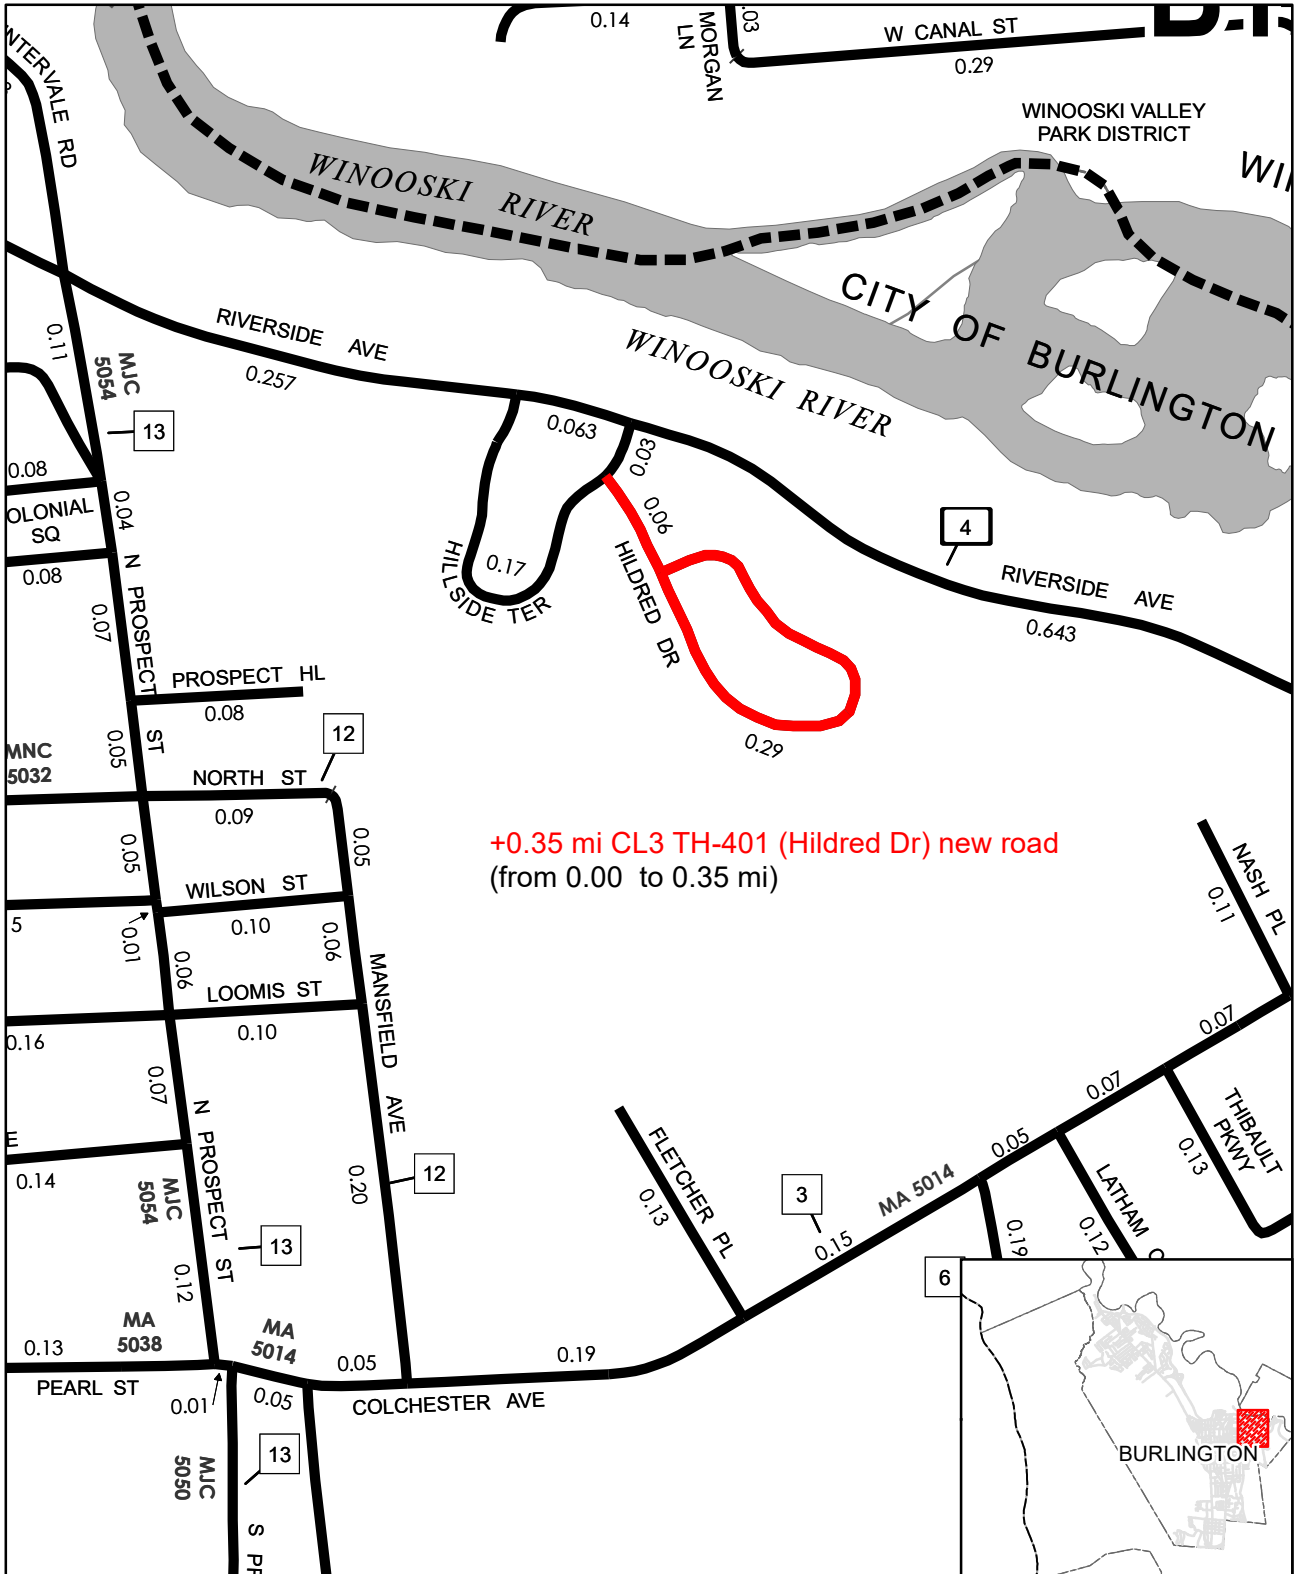 0.14
MORGAN
LN
.03
W CANAL ST
0.29
INTERVALE RD
WINOOSKI VALLEY
PARK DISTRICT
WINOOSKI RIVER
CITY OF BURLINGTON
WINOOSKI RIVER
RIVERSIDE AVE
0.257
0.11
MJC
5054
13
0.063
0.03
0.06
0.08
OLONIAL
SQ
0.04
0.08
0.17
HILLSIDE TER
HILDRED DR
4
RIVERSIDE AVE
0.643
N PROSPECT ST
0.07
PROSPECT HL
0.08
0.29
12
MNC
5032
0.05
NORTH ST
0.09
0.05
0.05
+0.35 mi CL3 TH-401 (Hildred Dr) new road
(from 0.00 to 0.35 mi)
WILSON ST
0.10
5
0.01
0.06
0.06
NASH PL
0.11
LOOMIS ST
0.10
0.16
MANSFIELD AVE
0.07
N PROSPECT ST
0.07
0.07
0.05
E
0.14
MJC
5054
0.20
12
FLETCHER PL
0.13
3
MA 5014
0.15
THIBAULT
PKWY
0.13
LATHAM C
0.12
0.19
13
0.12
6
MA
5038
MA
5014
0.13
0.05
0.19
PEARL ST
0.01
0.05
COLCHESTER AVE
13
MJC
5050
S PR
BURLINGTON